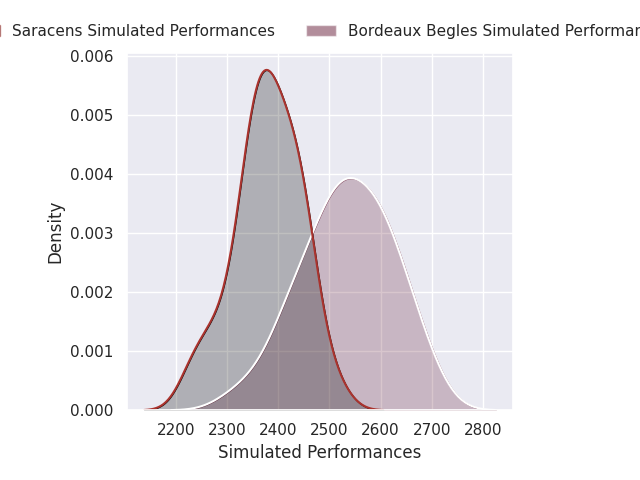 Saracens Simulated Performances
Bordeaux Begles Simulated
0.006
0.005
0.004
0.003
0.002
0.001
0.000
Density
2200 2300 2400 2500 2600 2700 2800
Simulated Performances